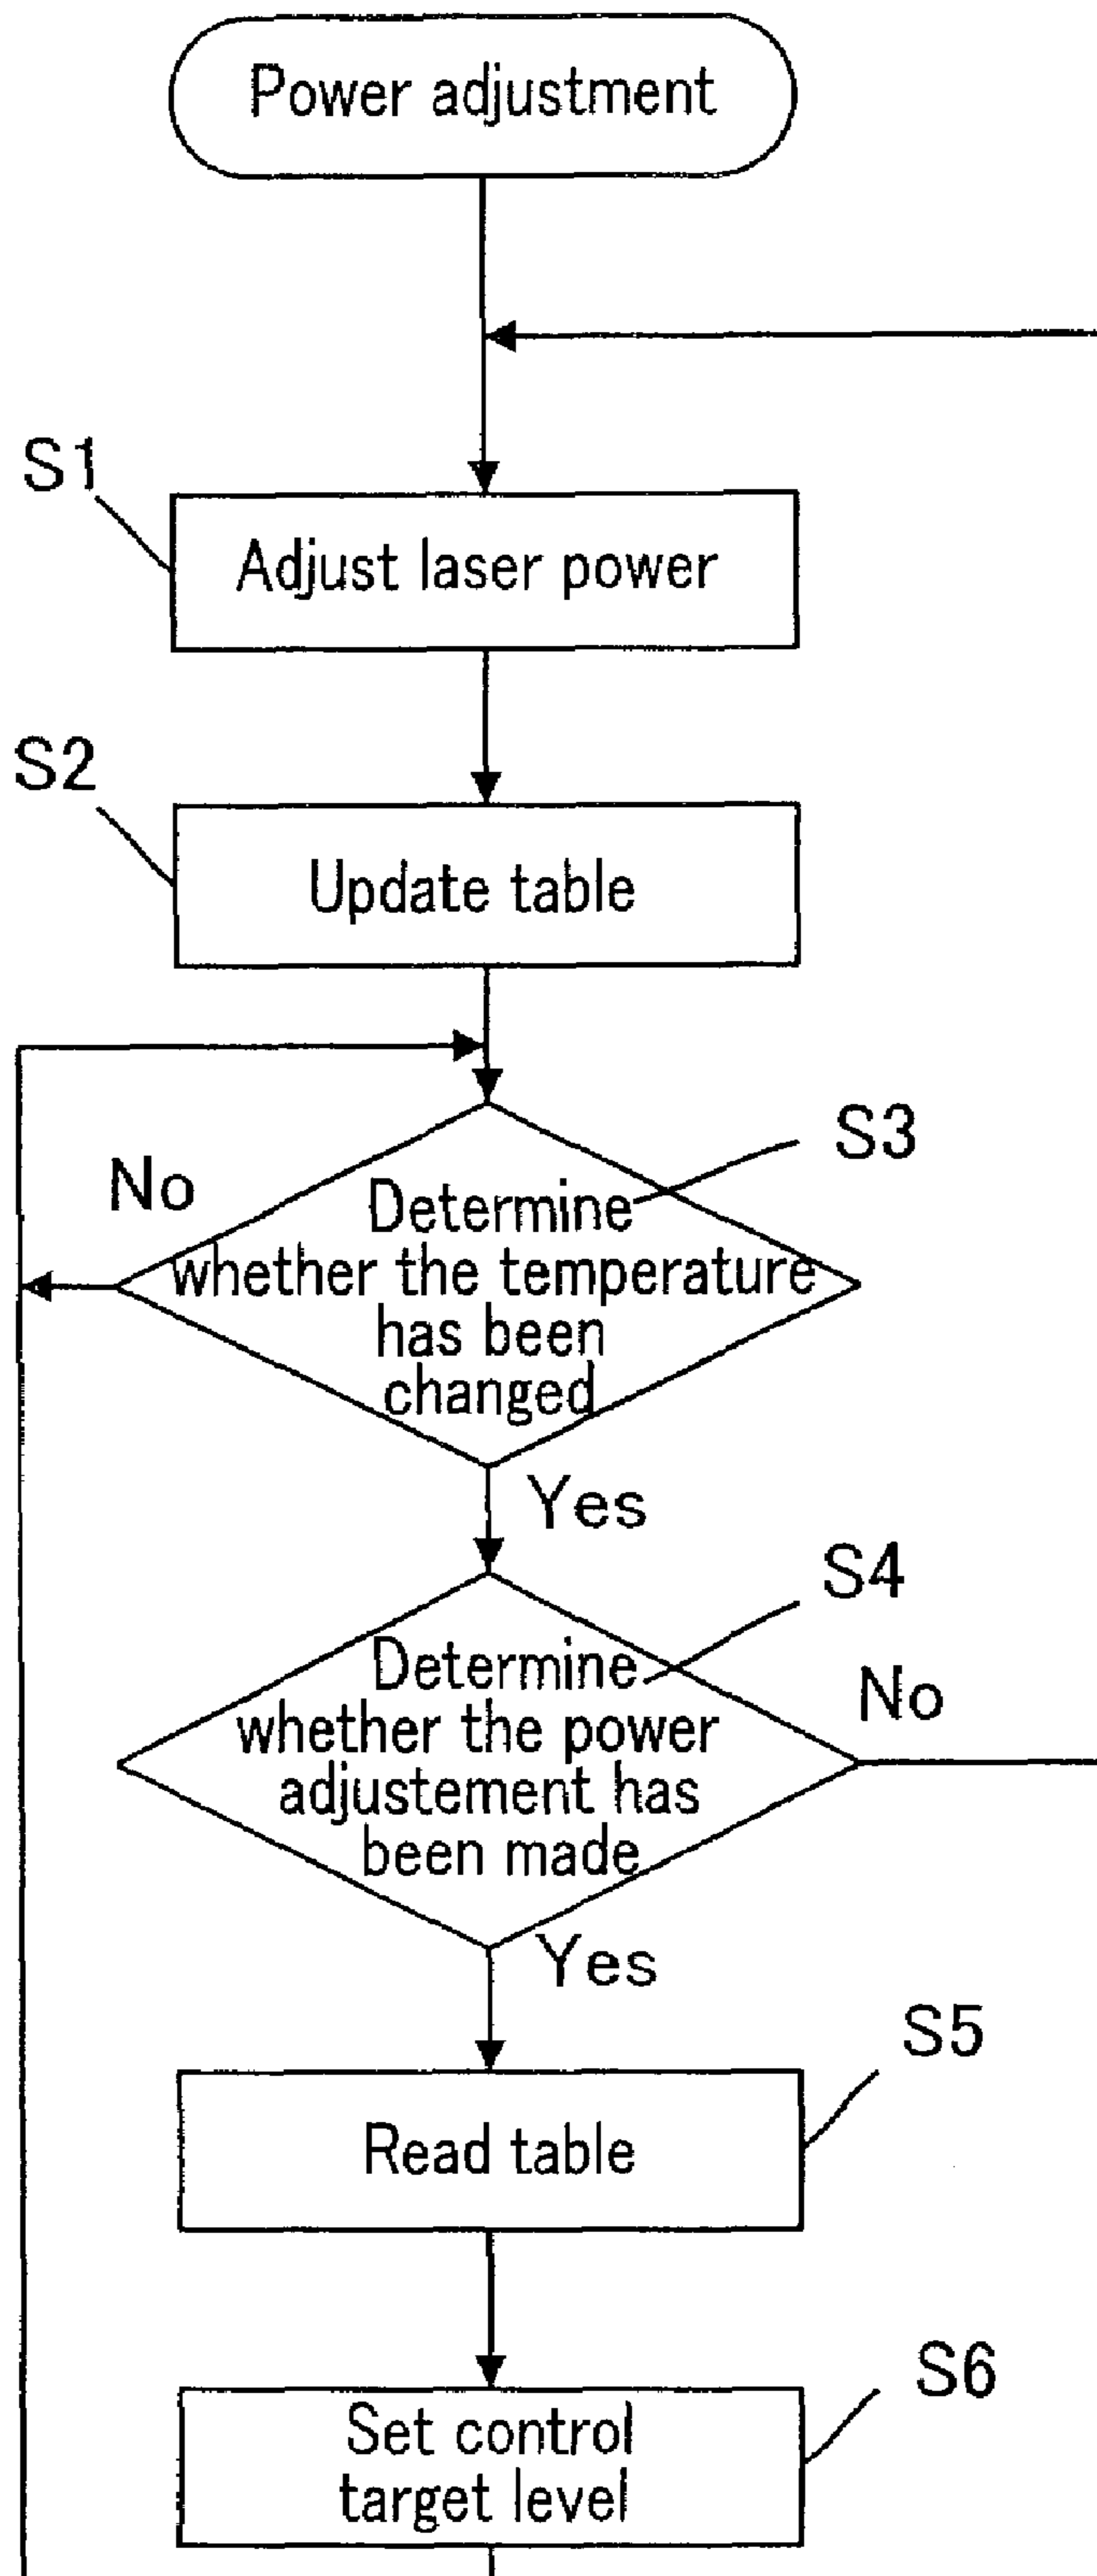 Power adjustment
S1
Adjust laser power
S2
Update table
S3
No
Determine
whether the temperature
has been
changed
Yes
S4
Determine
No
whether the power
adjustement has
been made
Yes
S5
Read table
S6
Set control
target level